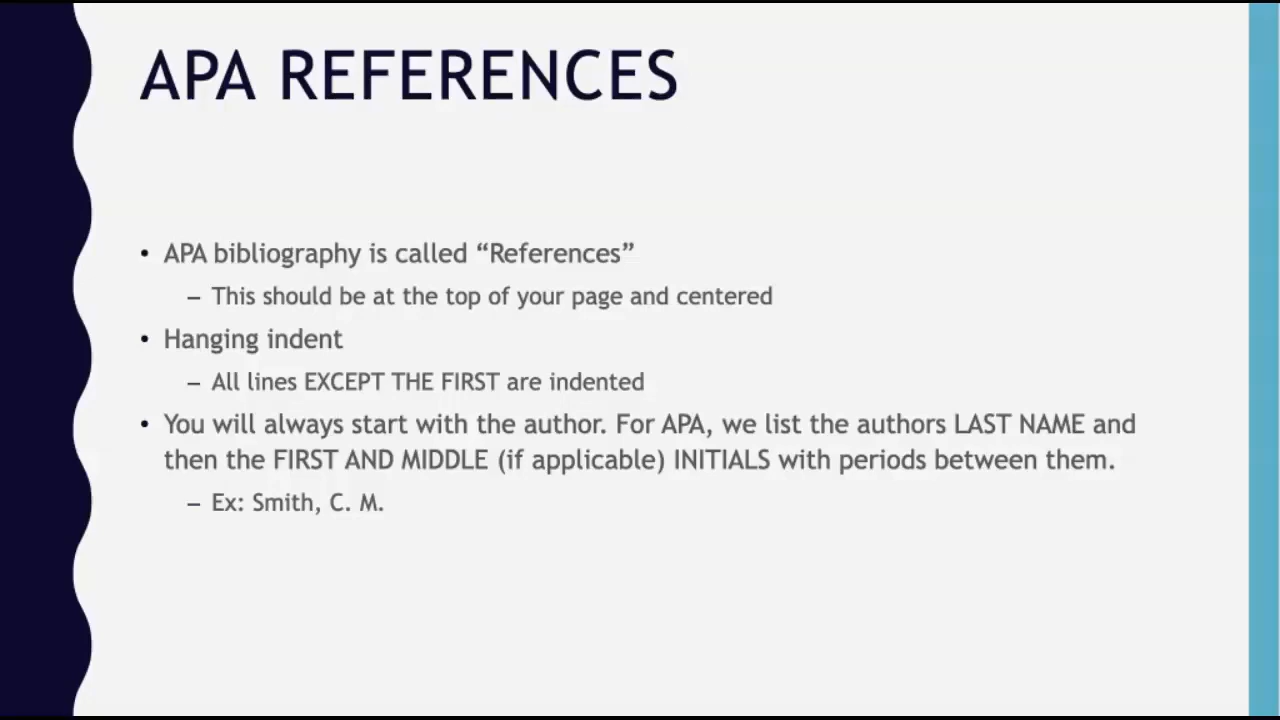 APA REFERENCES
• APA bibliography is called “References”
– This should be at the top of your page and centered
• Hanging indent
– All lines EXCEPT THE FIRST are indented
• You will always start with the author. For APA, we list the authors LAST NAME and
then the FIRST AND MIDDLE (if applicable) INITIALS with periods between them.
– Ex: Smith, C. M.